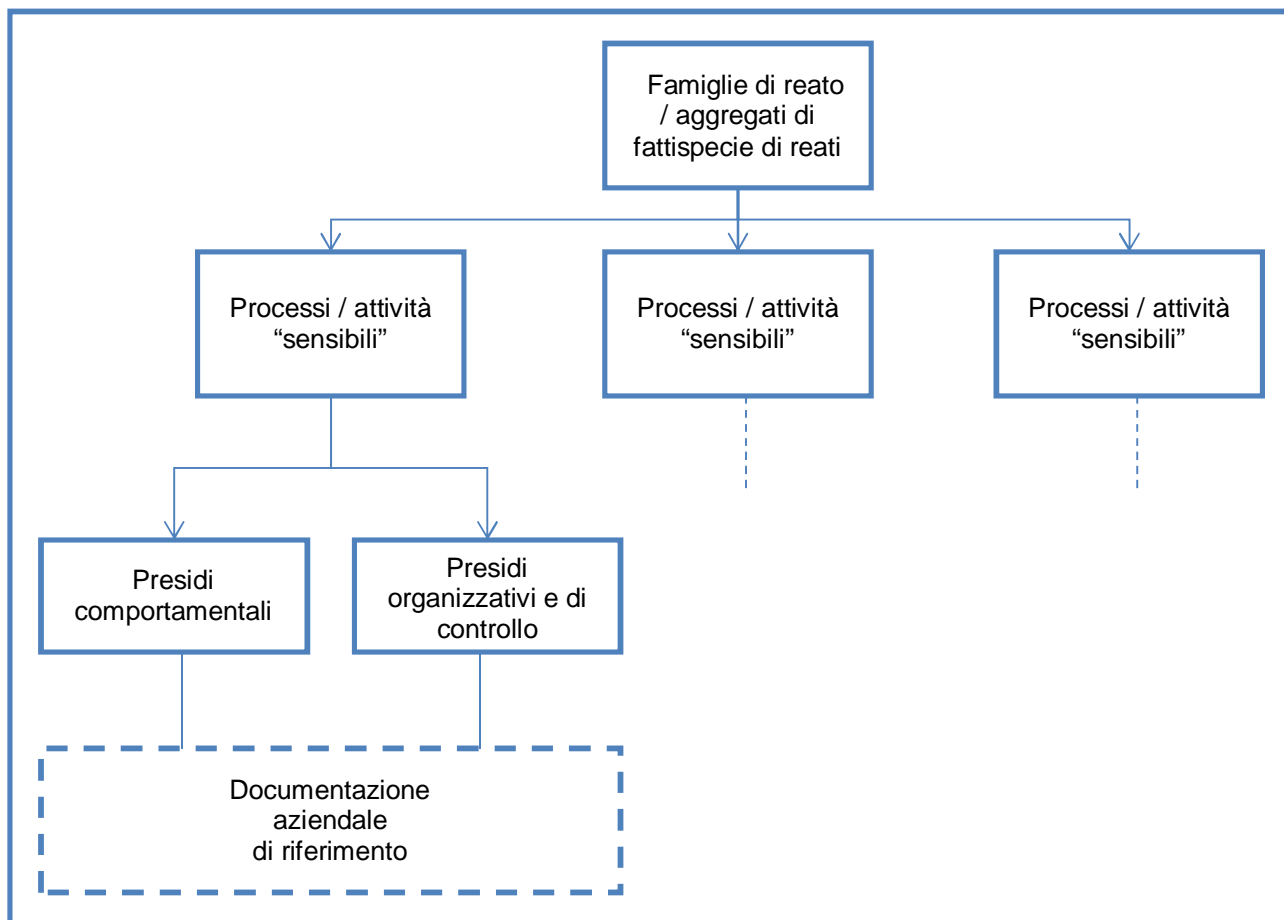 Famiglie di reato
/ aggregati di
fattispecie di reati
Processi / attività
“sensibili”
Processi / attività
“sensibili”
Processi / attività
“sensibili”
Presidi
comportamentali
Presidi
organizzativi e di
controllo
Documentazione
aziendale
di riferimento